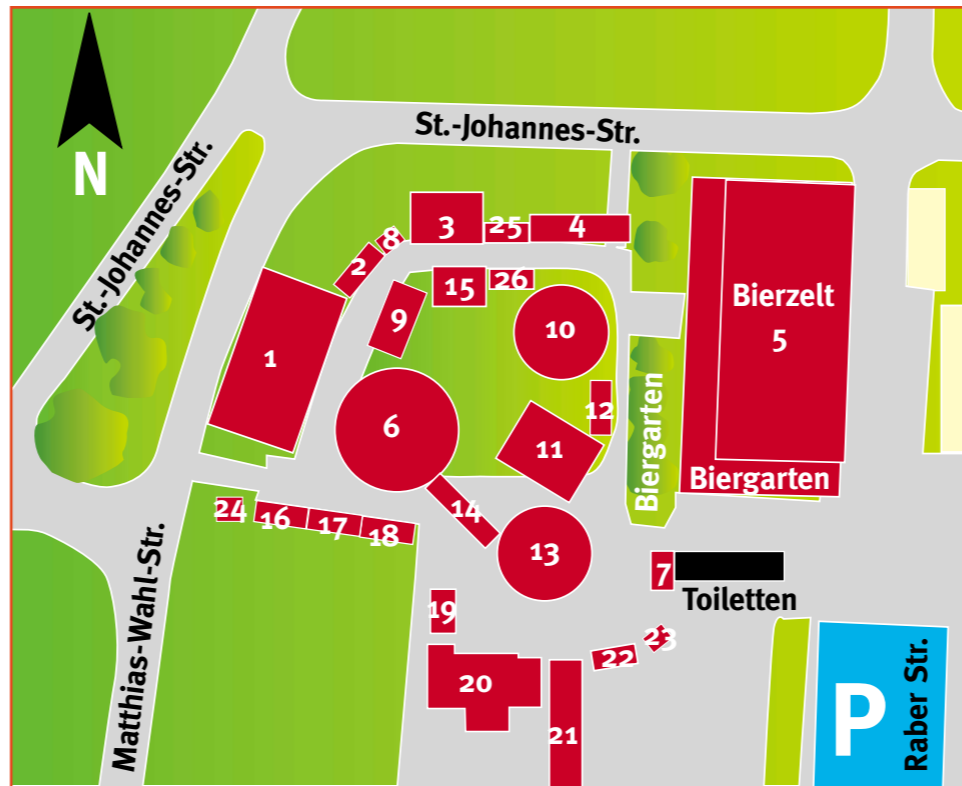 St.-Johannes-Str.
N
St.-Johannes-Str.
3
25
4
8
2
15
26
Bierzelt
5
9
10
1
12
6
11
Biergarten
Biergarten
24
16
17
18
14
13
7
Toiletten
19
23
22
20
21
Matthias-Wahl-Str.
P
Raber Str.